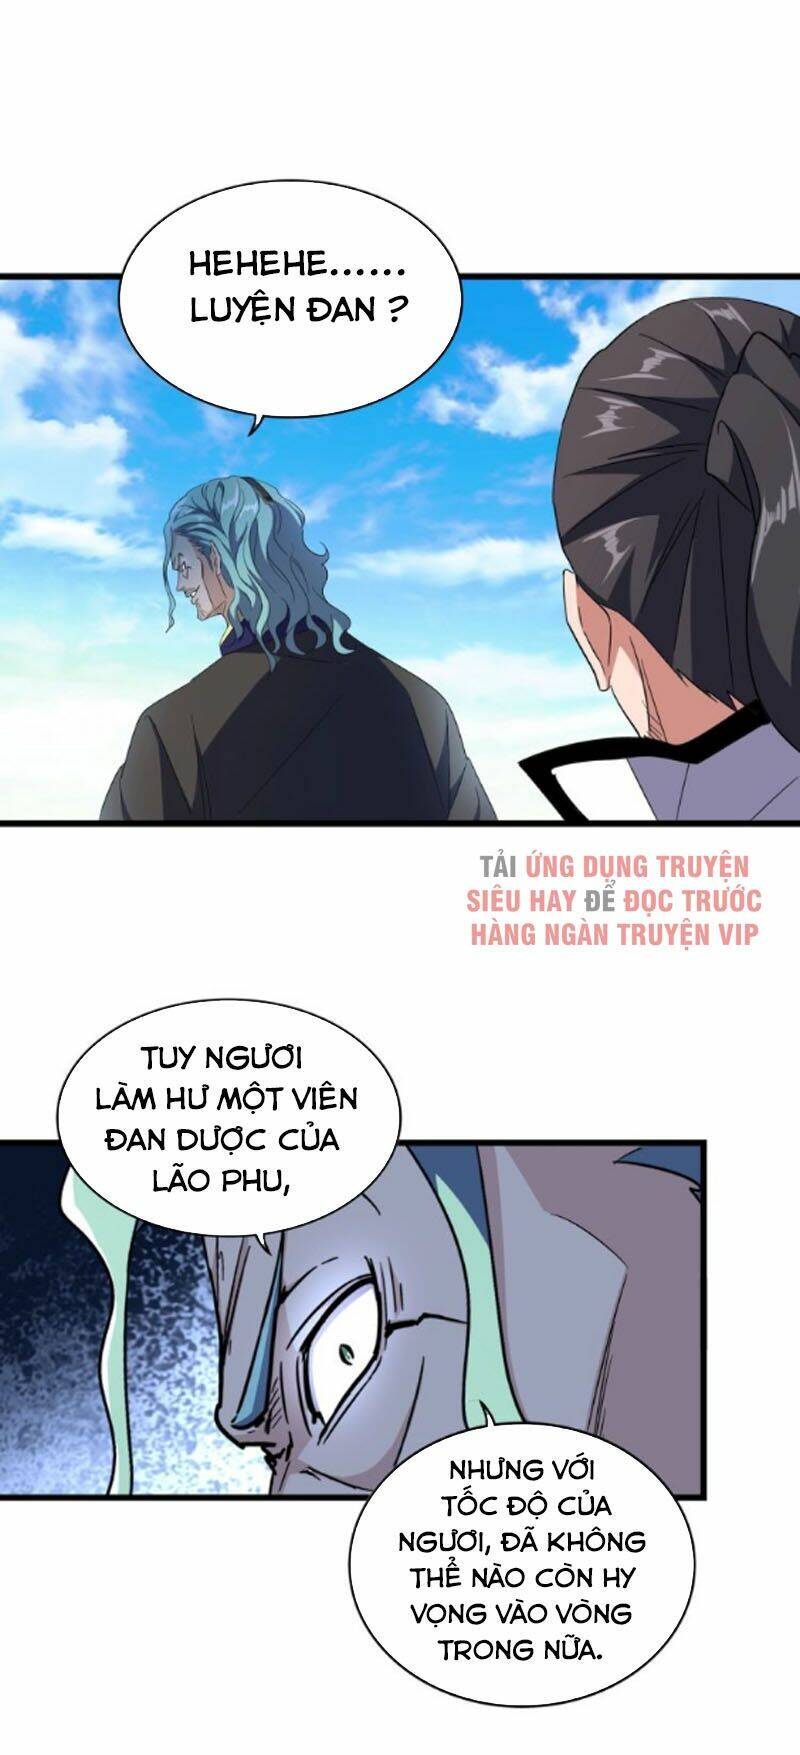 HEHEHE......
LUYỆN ĐAN ?
TẢI ỨNG DỤNG TRUYỆN
SIÊU HAY ĐỂ ĐỌC TRƯỚC
HÀNG NGÀN TRUYỆN VIP
TUY NGƯƠI
LÀM HƯ MỘT VIÊN
ĐAN DƯỢC CỦA
LÃO PHU,
NHƯNG VỚI
TỐC ĐỘ CỦA
NGƯƠI, ĐÃ KHÔNG
THỂ NÀO CÒN HY
VỌNG VÀO VÒNG
TRONG NỮA.